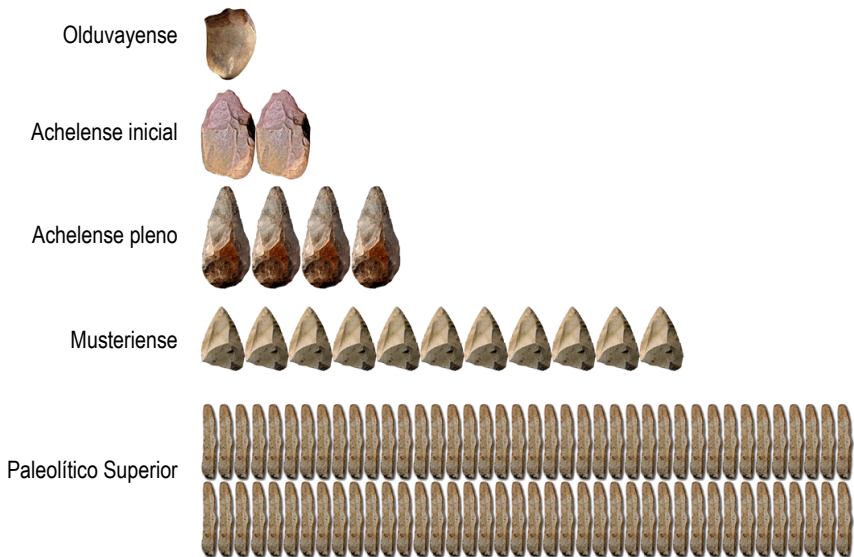 Olduvayense
Achelense inicial
Achelense pleno
Musteriense
Paleolítico Superior